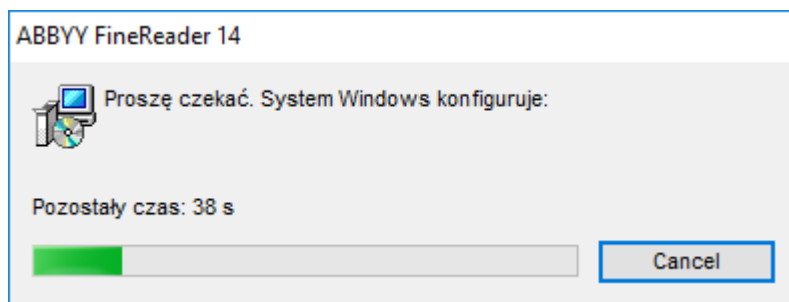 ABBYY FineReader 14
Proszę czekać. System Windows konfiguruje:
Pozostały czas: 38 s
Cancel